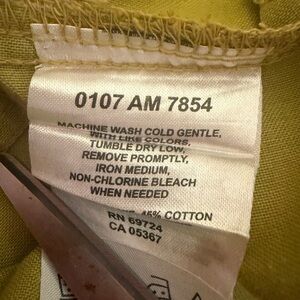 0107 AM 7854
MACHINE WASH COLD GENTLE,
WITH LIKE COLORS,
TUMBLE DRY LOW,
REMOVE PROMPTLY,
IRON MEDIUM,
NON-CHLORINE BLEACH
WHEN NEEDED
45% COTTON
RN 69724
CA 05367